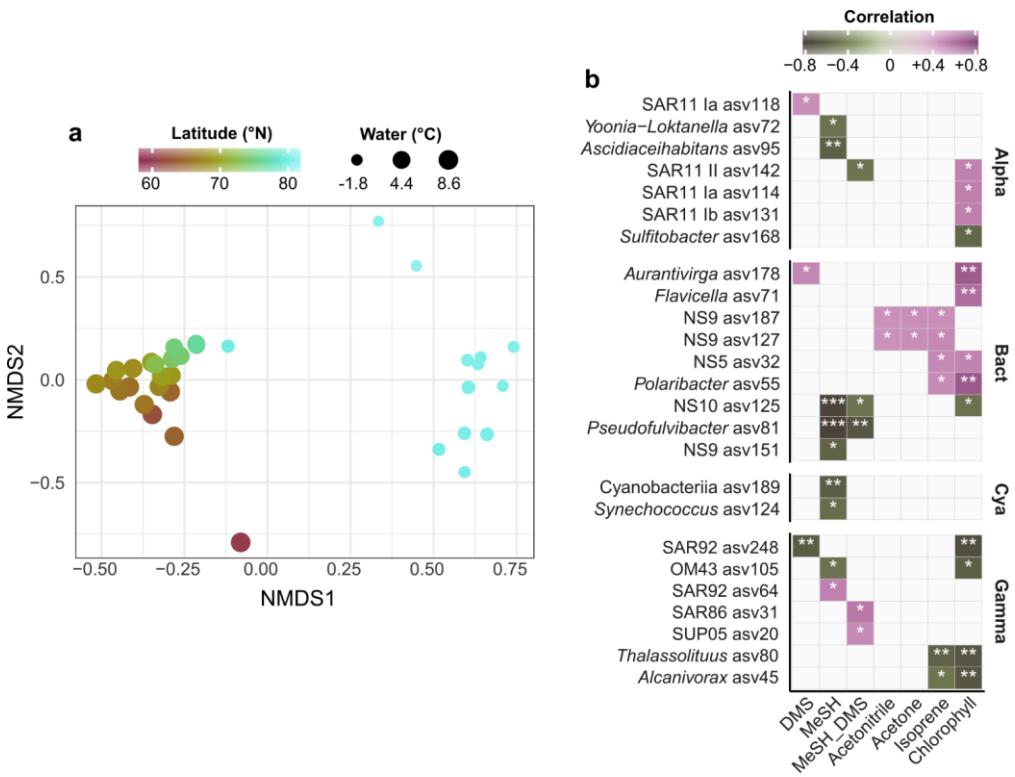 a
Latitude (°N)
60 70 80
Water (°C)
-1.8 4.4 8.6
0.5
0.0
−0.5
NMDS2
−0.50 −0.25 0.00 0.25 0.50 0.75
NMDS1
b
Correlation
−0.8 −0.4 0 +0.4 +0.8
SAR11 Ia asv118 *
Yoonia-Loktanella asv72 *
Ascidiaceihabitans asv95 **
SAR11 II asv142 * *
SAR11 Ia asv114 *
SAR11 Ib asv131 *
Sulfitobacter asv168 *
Alpha
Aurantivirga asv178 * **
Flavicella asv71 **
NS9 asv187 * * *
NS9 asv127 * * *
NS5 asv32 * *
Polaribacter asv55 * **
NS10 asv125 *** * *
Pseudofulvibacter asv81 *** **
NS9 asv151 *
Bact
Cyanobacteriia asv189 **
Synechococcus asv124 *
Cya
SAR92 asv248 ** **
OM43 asv105 * *
SAR92 asv64 *
SAR86 asv31 *
SUP05 asv20 *
Thalassolituus asv80 ** **
Alcanivorax asv45 * **
Gamma
DMS
MeSH
MeSH_DMS
Acetonitrile
Acetone
Isoprene
Chlorophyll